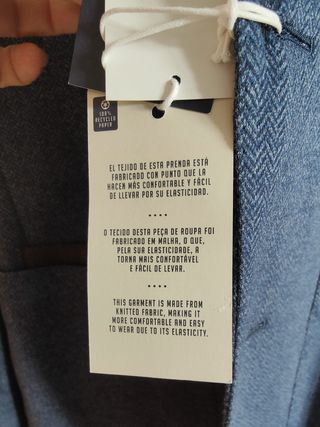 100%
RECYCLED
PAPER
EL TEJIDO DE ESTA PRENDA ESTÁ
FABRICADO CON PUNTO QUE LA
HACEN MÁS CONFORTABLE Y FÁCIL
DE LLEVAR POR SU ELASTICIDAD.
••••
O TECIDO DESTA PEÇA DE ROUPA FOI
FABRICADO EM MALHA, O QUE,
PELA SUA ELASTICIDADE, A
TORNA MAIS CONFORTÁVEL
E FÁCIL DE LEVAR.
••••
THIS GARMENT IS MADE FROM
KNITTED FABRIC, MAKING IT
MORE COMFORTABLE AND EASY
TO WEAR DUE TO ITS ELASTICITY.